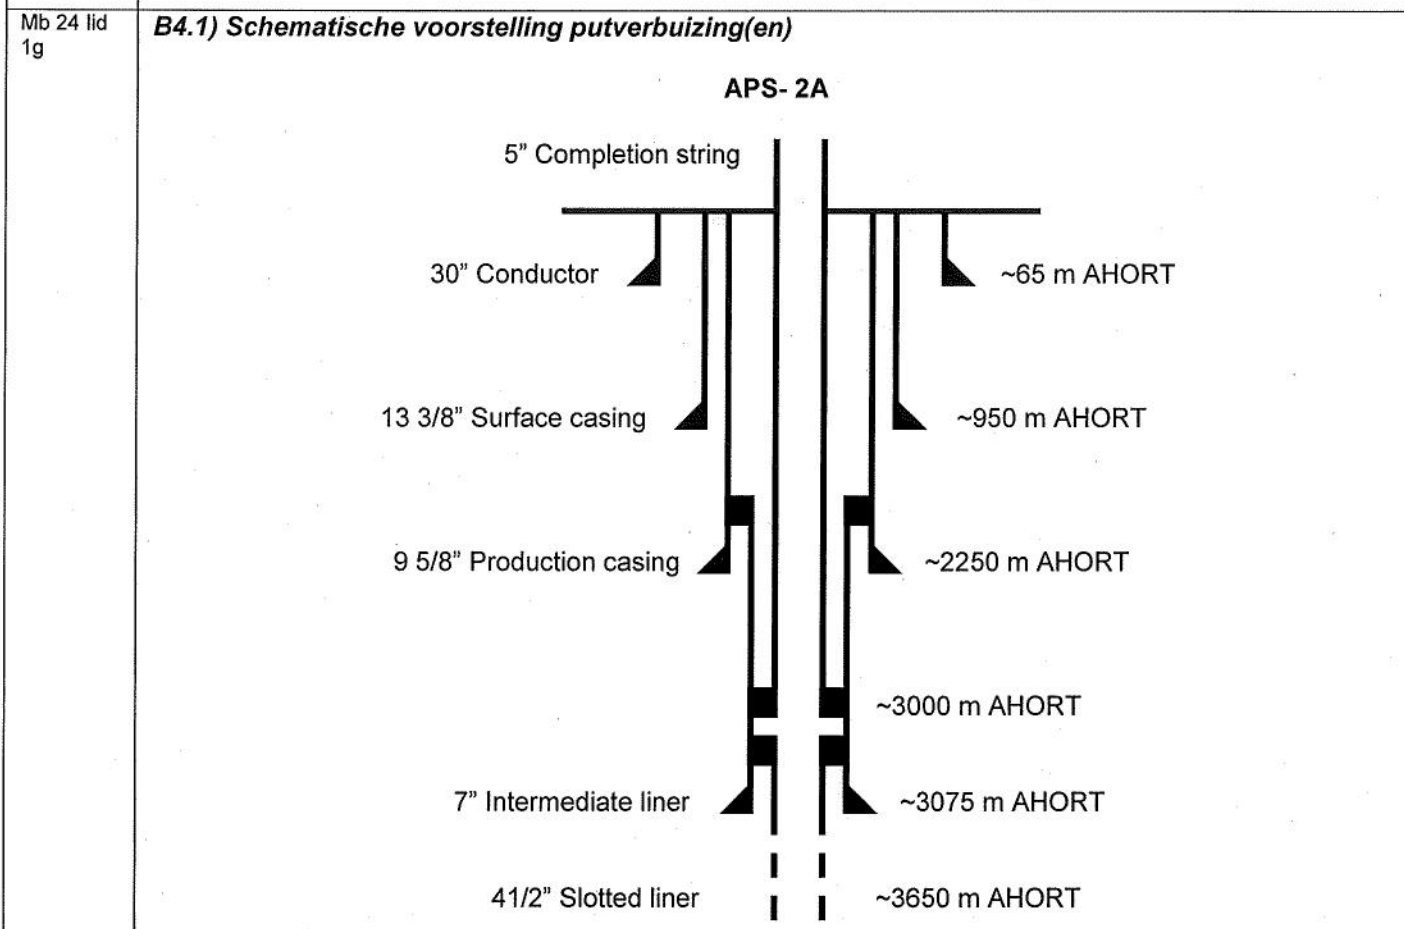 Mb 24 lid
1g
B4.1) Schematische voorstelling putverbuizing(en)
APS- 2A
5” Completion string
30” Conductor
~65 m AHORT
13 3/8” Surface casing
~950 m AHORT
9 5/8” Production casing
~2250 m AHORT
~3000 m AHORT
7” Intermediate liner
~3075 m AHORT
41/2” Slotted liner
~3650 m AHORT